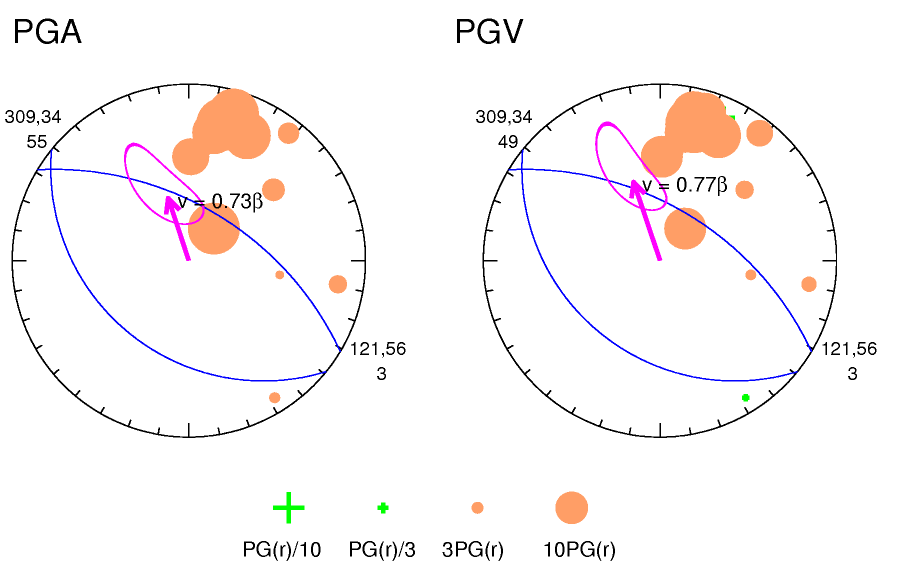 PGA
PGV
309,34
55
v = 0.73β
121,56
3
309,34
49
v = 0.77β
121,56
3
PG(r)/10 PG(r)/3 3PG(r) 10PG(r)